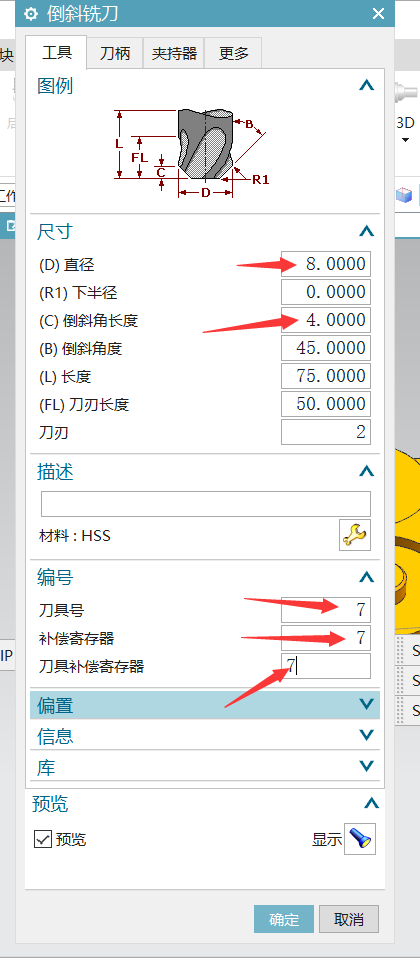 倒斜铣刀
块
工具 刀柄 夹持器 更多
图例
B
L
FL
C
R1
D
3D
工作
尺寸
(D) 直径 8.0000
(R1) 下半径 0.0000
(C) 倒斜角长度 4.0000
(B) 倒斜角度 45.0000
(L) 长度 75.0000
(FL) 刀刃长度 50.0000
刀刃 2
描述
材料 : HSS
编号
刀具号 7
补偿寄存器 7
刀具补偿寄存器 7
IP
S
S
S
偏置
信息
库
预览
预览 显示
确定 取消